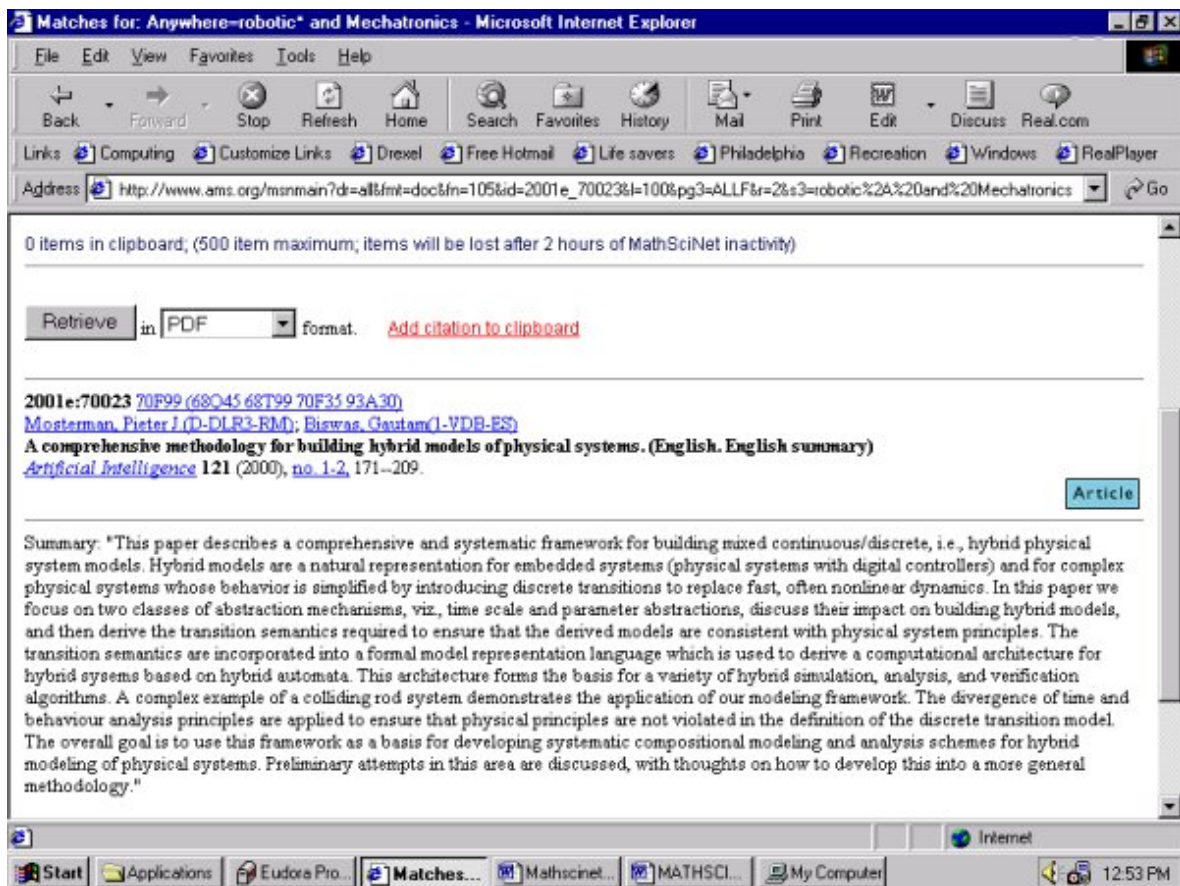 Matches for: Anywhere=robotic* and Mechatronics - Microsoft Internet Explorer
File Edit View Favorites Tools Help
Back Forward Stop Refresh Home Search Favorites History Mail Print Edit Discuss Real.com
Links Computing Customize Links Drexel Free Hotmail Life savers Philadelphia Recreation Windows RealPlayer
Address http://www.ams.org/msnmain?dr=all&fmt=doc&fn=105&id=2001e_70023&l=100&pg3=ALLF&r=2&s3=robotic%2A%20and%20Mechatronics Go
0 items in clipboard; (500 item maximum; items will be lost after 2 hours of MathSciNet inactivity)
Retrieve in PDF format. Add citation to clipboard
2001e:70023 70F99 (68Q45 68T99 70F35 93A30)
Mosterman, Pieter J (D-DLR3-RM); Biswas, Gautam(1-VDB-ES)
A comprehensive methodology for building hybrid models of physical systems. (English. English summary)
Artificial Intelligence 121 (2000), no. 1-2, 171--209.
Article
Summary: "This paper describes a comprehensive and systematic framework for building mixed continuous/discrete, i.e., hybrid physical
system models. Hybrid models are a natural representation for embedded systems (physical systems with digital controllers) and for complex
physical systems whose behavior is simplified by introducing discrete transitions to replace fast, often nonlinear dynamics. In this paper we
focus on two classes of abstraction mechanisms, viz., time scale and parameter abstractions, discuss their impact on building hybrid models,
and then derive the transition semantics required to ensure that the derived models are consistent with physical system principles. The
transition semantics are incorporated into a formal model representation language which is used to derive a computational architecture for
hybrid sysems based on hybrid automata. This architecture forms the basis for a variety of hybrid simulation, analysis, and verification
algorithms. A complex example of a colliding rod system demonstrates the application of our modeling framework. The divergence of time and
behaviour analysis principles are applied to ensure that physical principles are not violated in the definition of the discrete transition model.
The overall goal is to use this framework as a basis for developing systematic compositional modeling and analysis schemes for hybrid
modeling of physical systems. Preliminary attempts in this area are discussed, with thoughts on how to develop this into a more general
methodology."
Internet
Start Applications Eudora Pro... Matches... Mathscinet... MATHSCI... My Computer 12:53 PM